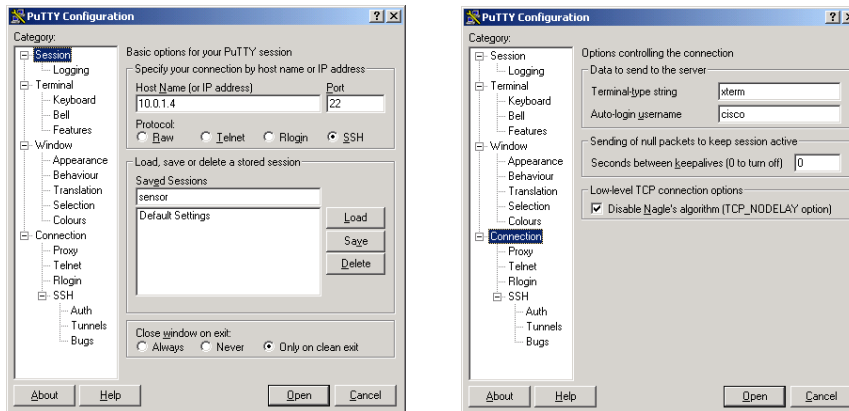 PuTTY Configuration
Category:
Session
Logging
Terminal
Keyboard
Bell
Features
Window
Appearance
Behaviour
Translation
Selection
Colours
Connection
Proxy
Telnet
Rlogin
SSH
Auth
Tunnels
Bugs
Basic options for your PuTTY session
Specify your connection by host name or IP address
Host Name (or IP address) Port
10.0.1.4 22
Protocol:
Raw Telnet Rlogin SSH
Load, save or delete a stored session
Saved Sessions
sensor
Default Settings
Load
Save
Delete
Close window on exit:
Always Never Only on clean exit
About Help Open Cancel
PuTTY Configuration
Category:
Session
Logging
Terminal
Keyboard
Bell
Features
Window
Appearance
Behaviour
Translation
Selection
Colours
Connection
Proxy
Telnet
Rlogin
SSH
Auth
Tunnels
Bugs
Options controlling the connection
Data to send to the server
Terminal-type string xterm
Auto-login username cisco
Sending of null packets to keep session active
Seconds between keepalives (0 to turn off) 0
Low-level TCP connection options
Disable Nagle's algorithm (TCP_NODELAY option)
About Help Open Cancel